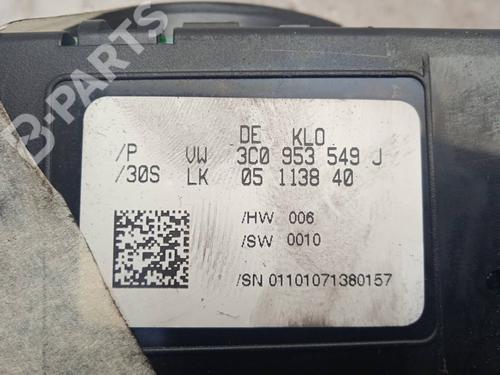 B-PARTS
DE KLO
/P VW 3C0 953 549 J
/30S LK 05 1138 40
/HW 006
/SW 0010
/SN 01101071380157